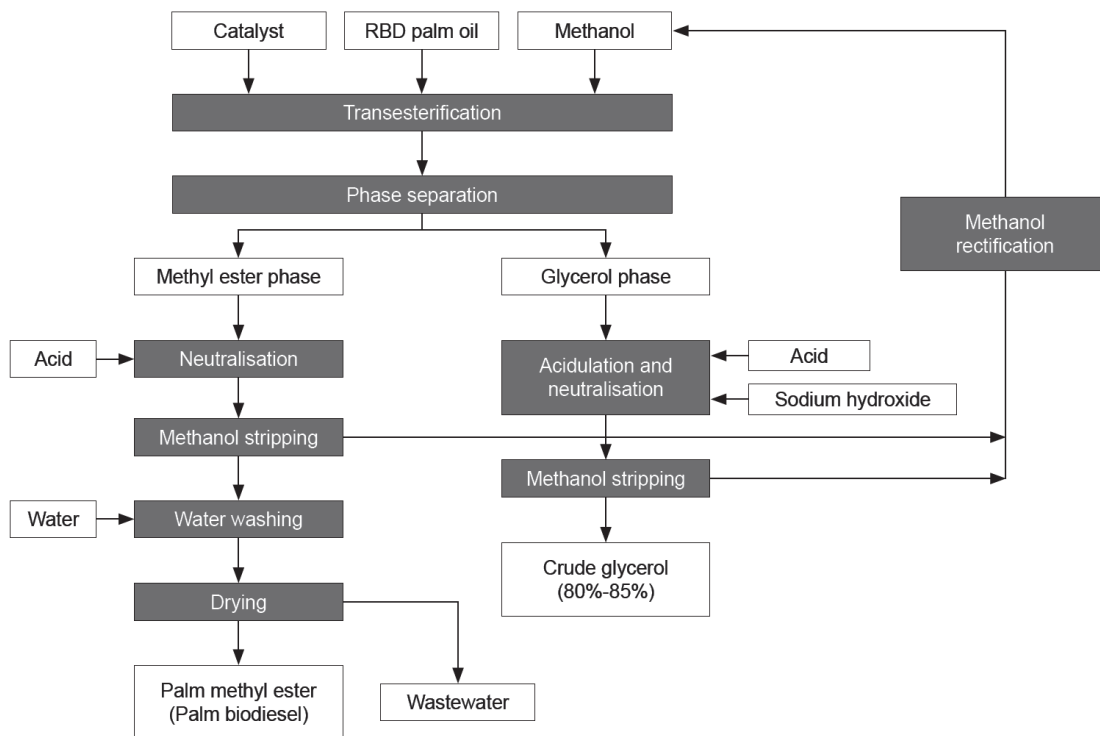 Catalyst
RBD palm oil
Methanol
Transesterification
Phase separation
Methanol
rectification
Methyl ester phase
Glycerol phase
Acid
Neutralisation
Acidulation and
neutralisation
Acid
Sodium hydroxide
Methanol stripping
Methanol stripping
Water
Water washing
Crude glycerol
(80%-85%)
Drying
Palm methyl ester
(Palm biodiesel)
Wastewater